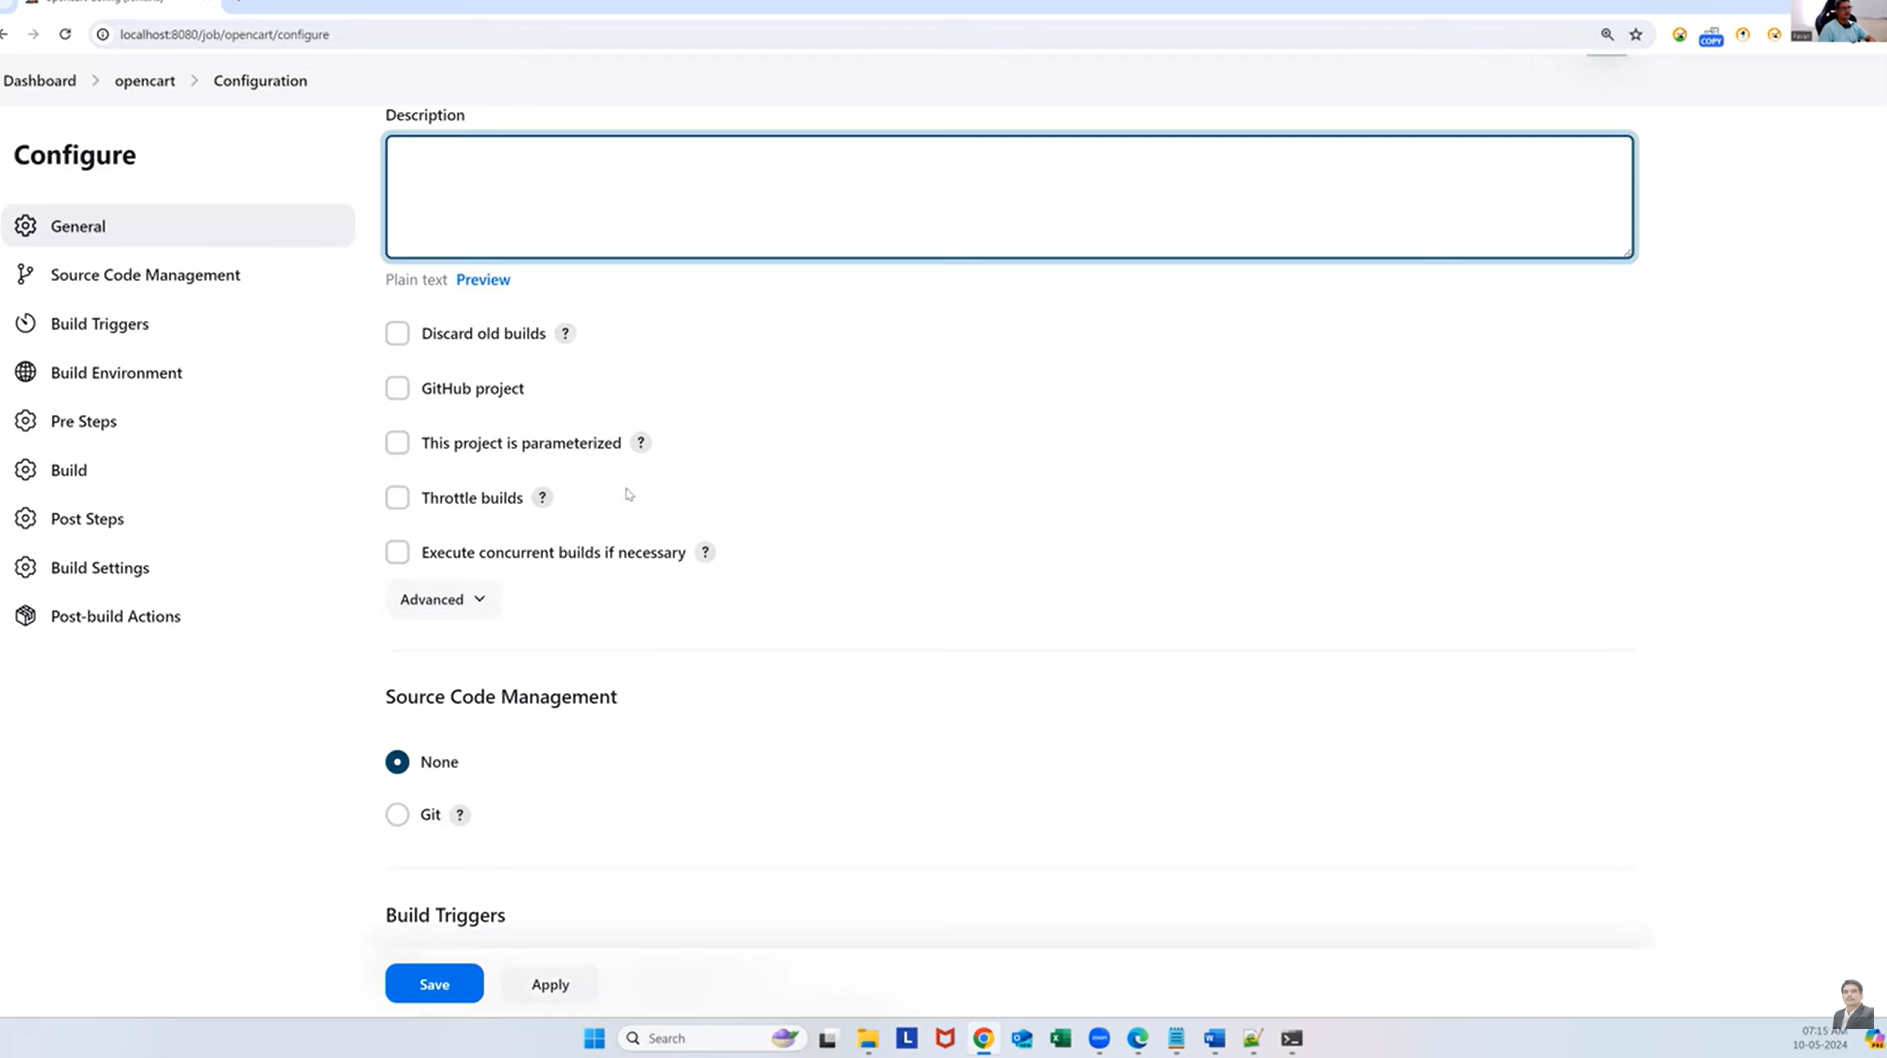 localhost:8080/job/opencart/configure
COPY
Pavan
Dashboard > opencart > Configuration
Description
Configure
General
Source Code Management
Build Triggers
Build Environment
Pre Steps
Build
Post Steps
Build Settings
Post-build Actions
Plain text Preview
Discard old builds ?
GitHub project
This project is parameterized ?
Throttle builds ?
Execute concurrent builds if necessary ?
Advanced
Source Code Management
None
Git ?
Build Triggers
Save Apply
Search
L
07:15 AM
10-05-2024